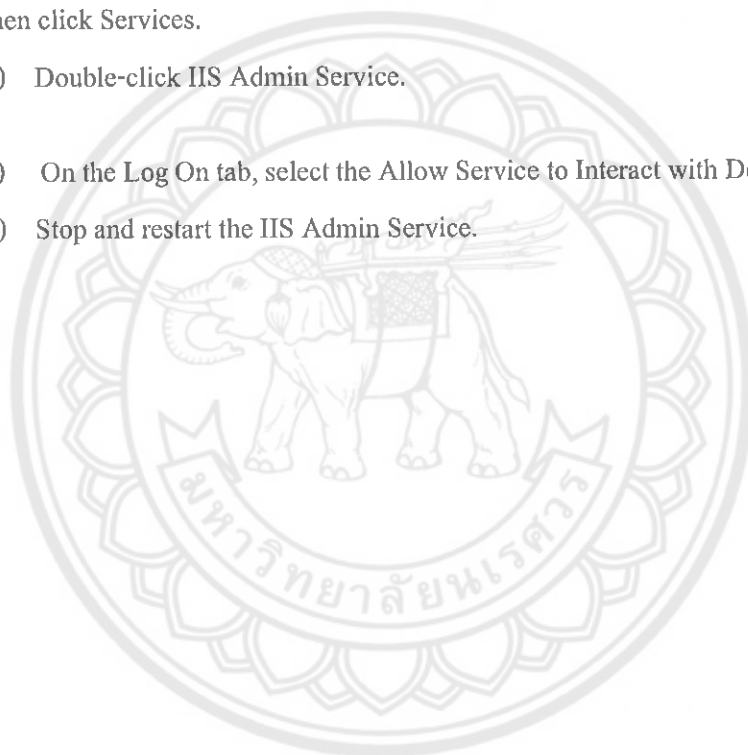 hen click Services.
) Double-click IIS Admin Service.
) On the Log On tab, select the Allow Service to Interact with D
) Stop and restart the IIS Admin Service.
มหาวิทยาลัยนเรศวร